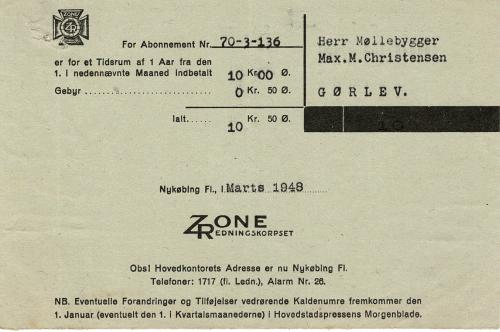 ZONE
For Abonnement Nr. 70-3-136
Herr Møllebygger
Max.M.Christensen
GØRLEV.
er for et Tidsrum af 1 Aar fra den
1. i nedennævnte Maaned indbetalt 10 Kr. 00 Ø.
Gebyr 0 Kr. 50 Ø.
Ialt 10 Kr. 50 Ø.
Nykøbing Fl., i Marts 1948
ZONE
REDNINGSKORPSET
Obs! Hovedkontorets Adresse er nu Nykøbing Fl.
Telefoner: 1717 (fl. Ledn.), Alarm Nr. 26.
NB. Eventuelle Forandringer og Tilføjelser vedrørende Kaldenumre fremkommer den
1. Januar (eventuelt den 1. i Kvartalsmaanederne) i Hovedstadspressens Morgenblade.